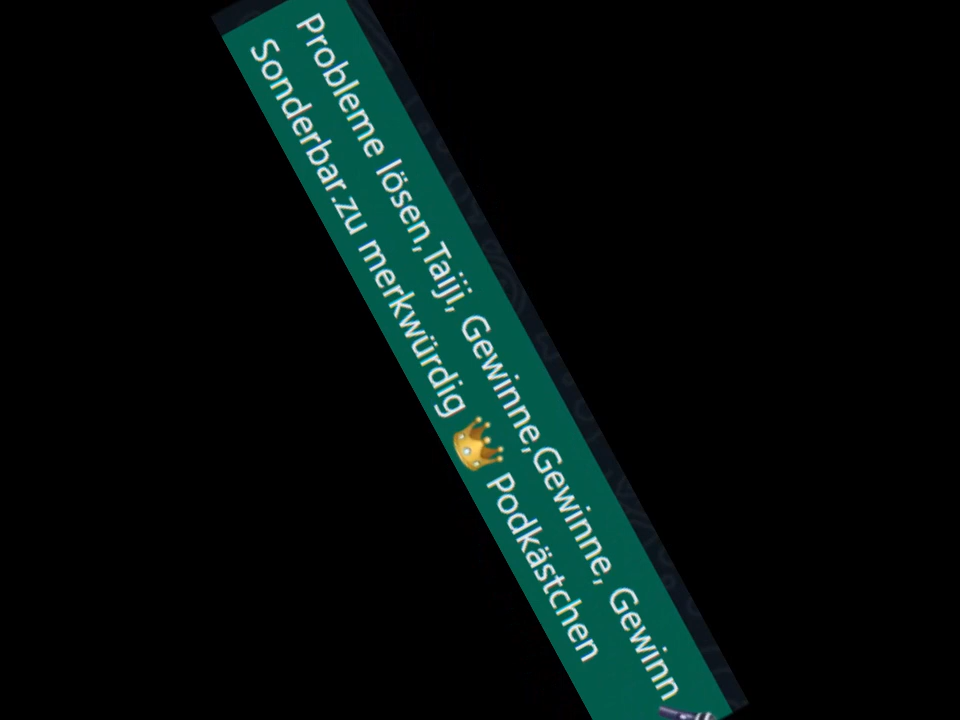 Probleme lösen,Taiji, Gewinne,Gewinne, Gewinn
Sonderbar.zu merkwürdig 👑 Podkästchen